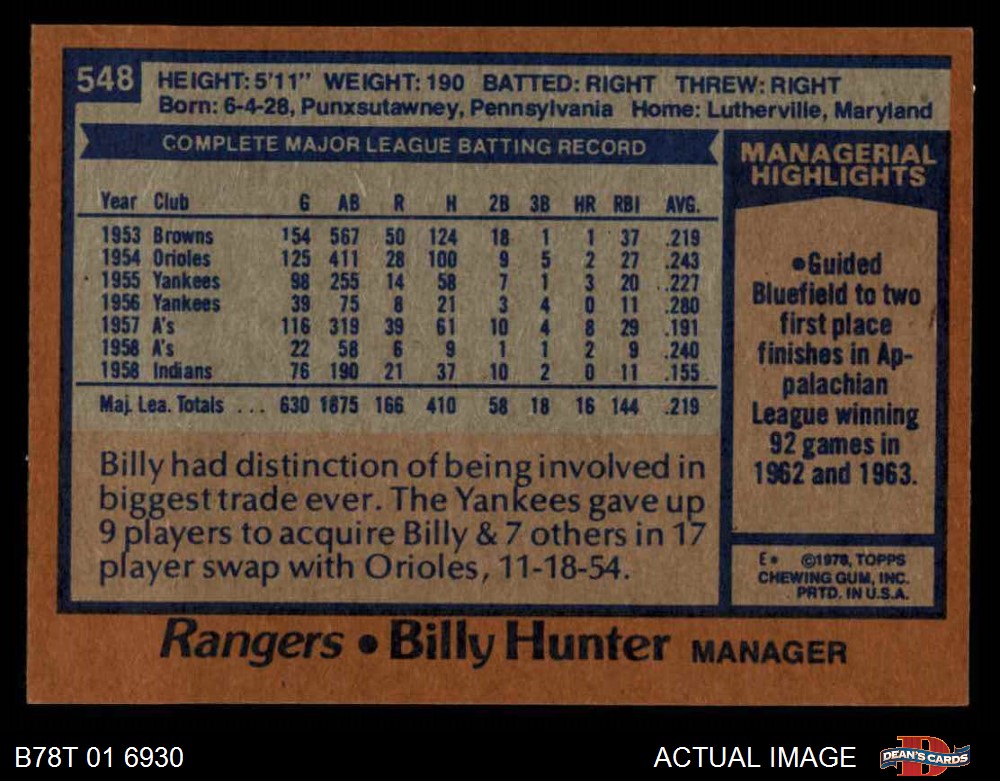 548
HEIGHT: 5'11" WEIGHT: 190 BATTED: RIGHT THREW: RIGHT
Born: 6-4-28, Punxsutawney, Pennsylvania Home: Lutherville, Maryland
COMPLETE MAJOR LEAGUE BATTING RECORD
Year Club G AB R H 2B 3B HR RBI AVG.
1953 Browns 154 567 50 124 18 1 1 37 .219
1954 Orioles 125 411 28 100 9 5 2 27 .243
1955 Yankees 98 255 14 58 7 1 3 20 .227
1956 Yankees 39 75 8 21 3 4 0 11 .280
1957 A's 116 319 39 61 10 4 8 29 .191
1958 A's 22 58 6 9 1 1 2 9 .240
1958 Indians 76 190 21 37 10 2 0 11 .155
Maj. Lea. Totals ... 630 1875 166 410 58 18 16 144 .219
Billy had distinction of being involved in
biggest trade ever. The Yankees gave up
9 players to acquire Billy & 7 others in 17
player swap with Orioles, 11-18-54.
MANAGERIAL
HIGHLIGHTS
•Guided
Bluefield to two
first place
finishes in Ap-
palachian
League winning
92 games in
1962 and 1963.
E* ©1978, TOPPS
CHEWING GUM, INC.
PRTD. IN U.S.A.
Rangers • Billy Hunter MANAGER
B78T 01 6930
ACTUAL IMAGE
D
DEAN'S CARDS